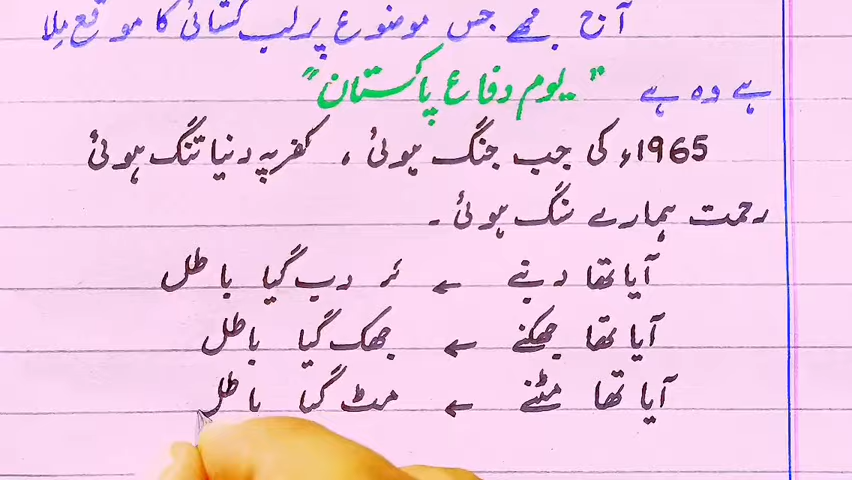 آج مجھے جس موضوع پر لب کشائی کا موقع ملا
ہے وہ ہے "یوم دفاع پاکستان"
1965ء کی جب جنگ ہوئی ، کفر پہ دنیا تنگ ہوئی
رحمت ہمارے سنگ ہوئی ۔
آیا تھا دبنے ← دب گیا باطل
آیا تھا جھکنے ← جھک گیا باطل
آیا تھا مٹنے ← مٹ گیا باطل